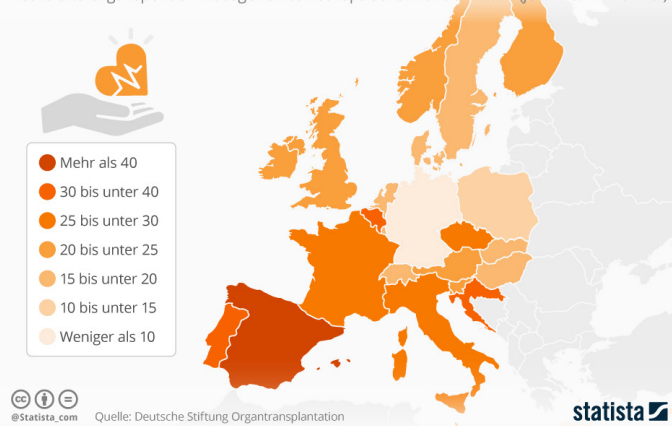 Mehr als 40
30 bis unter 40
25 bis unter 30
20 bis unter 25
15 bis unter 20
10 bis unter 15
Weniger als 10
@Statista_com
Quelle: Deutsche Stiftung Organtransplantation
statista